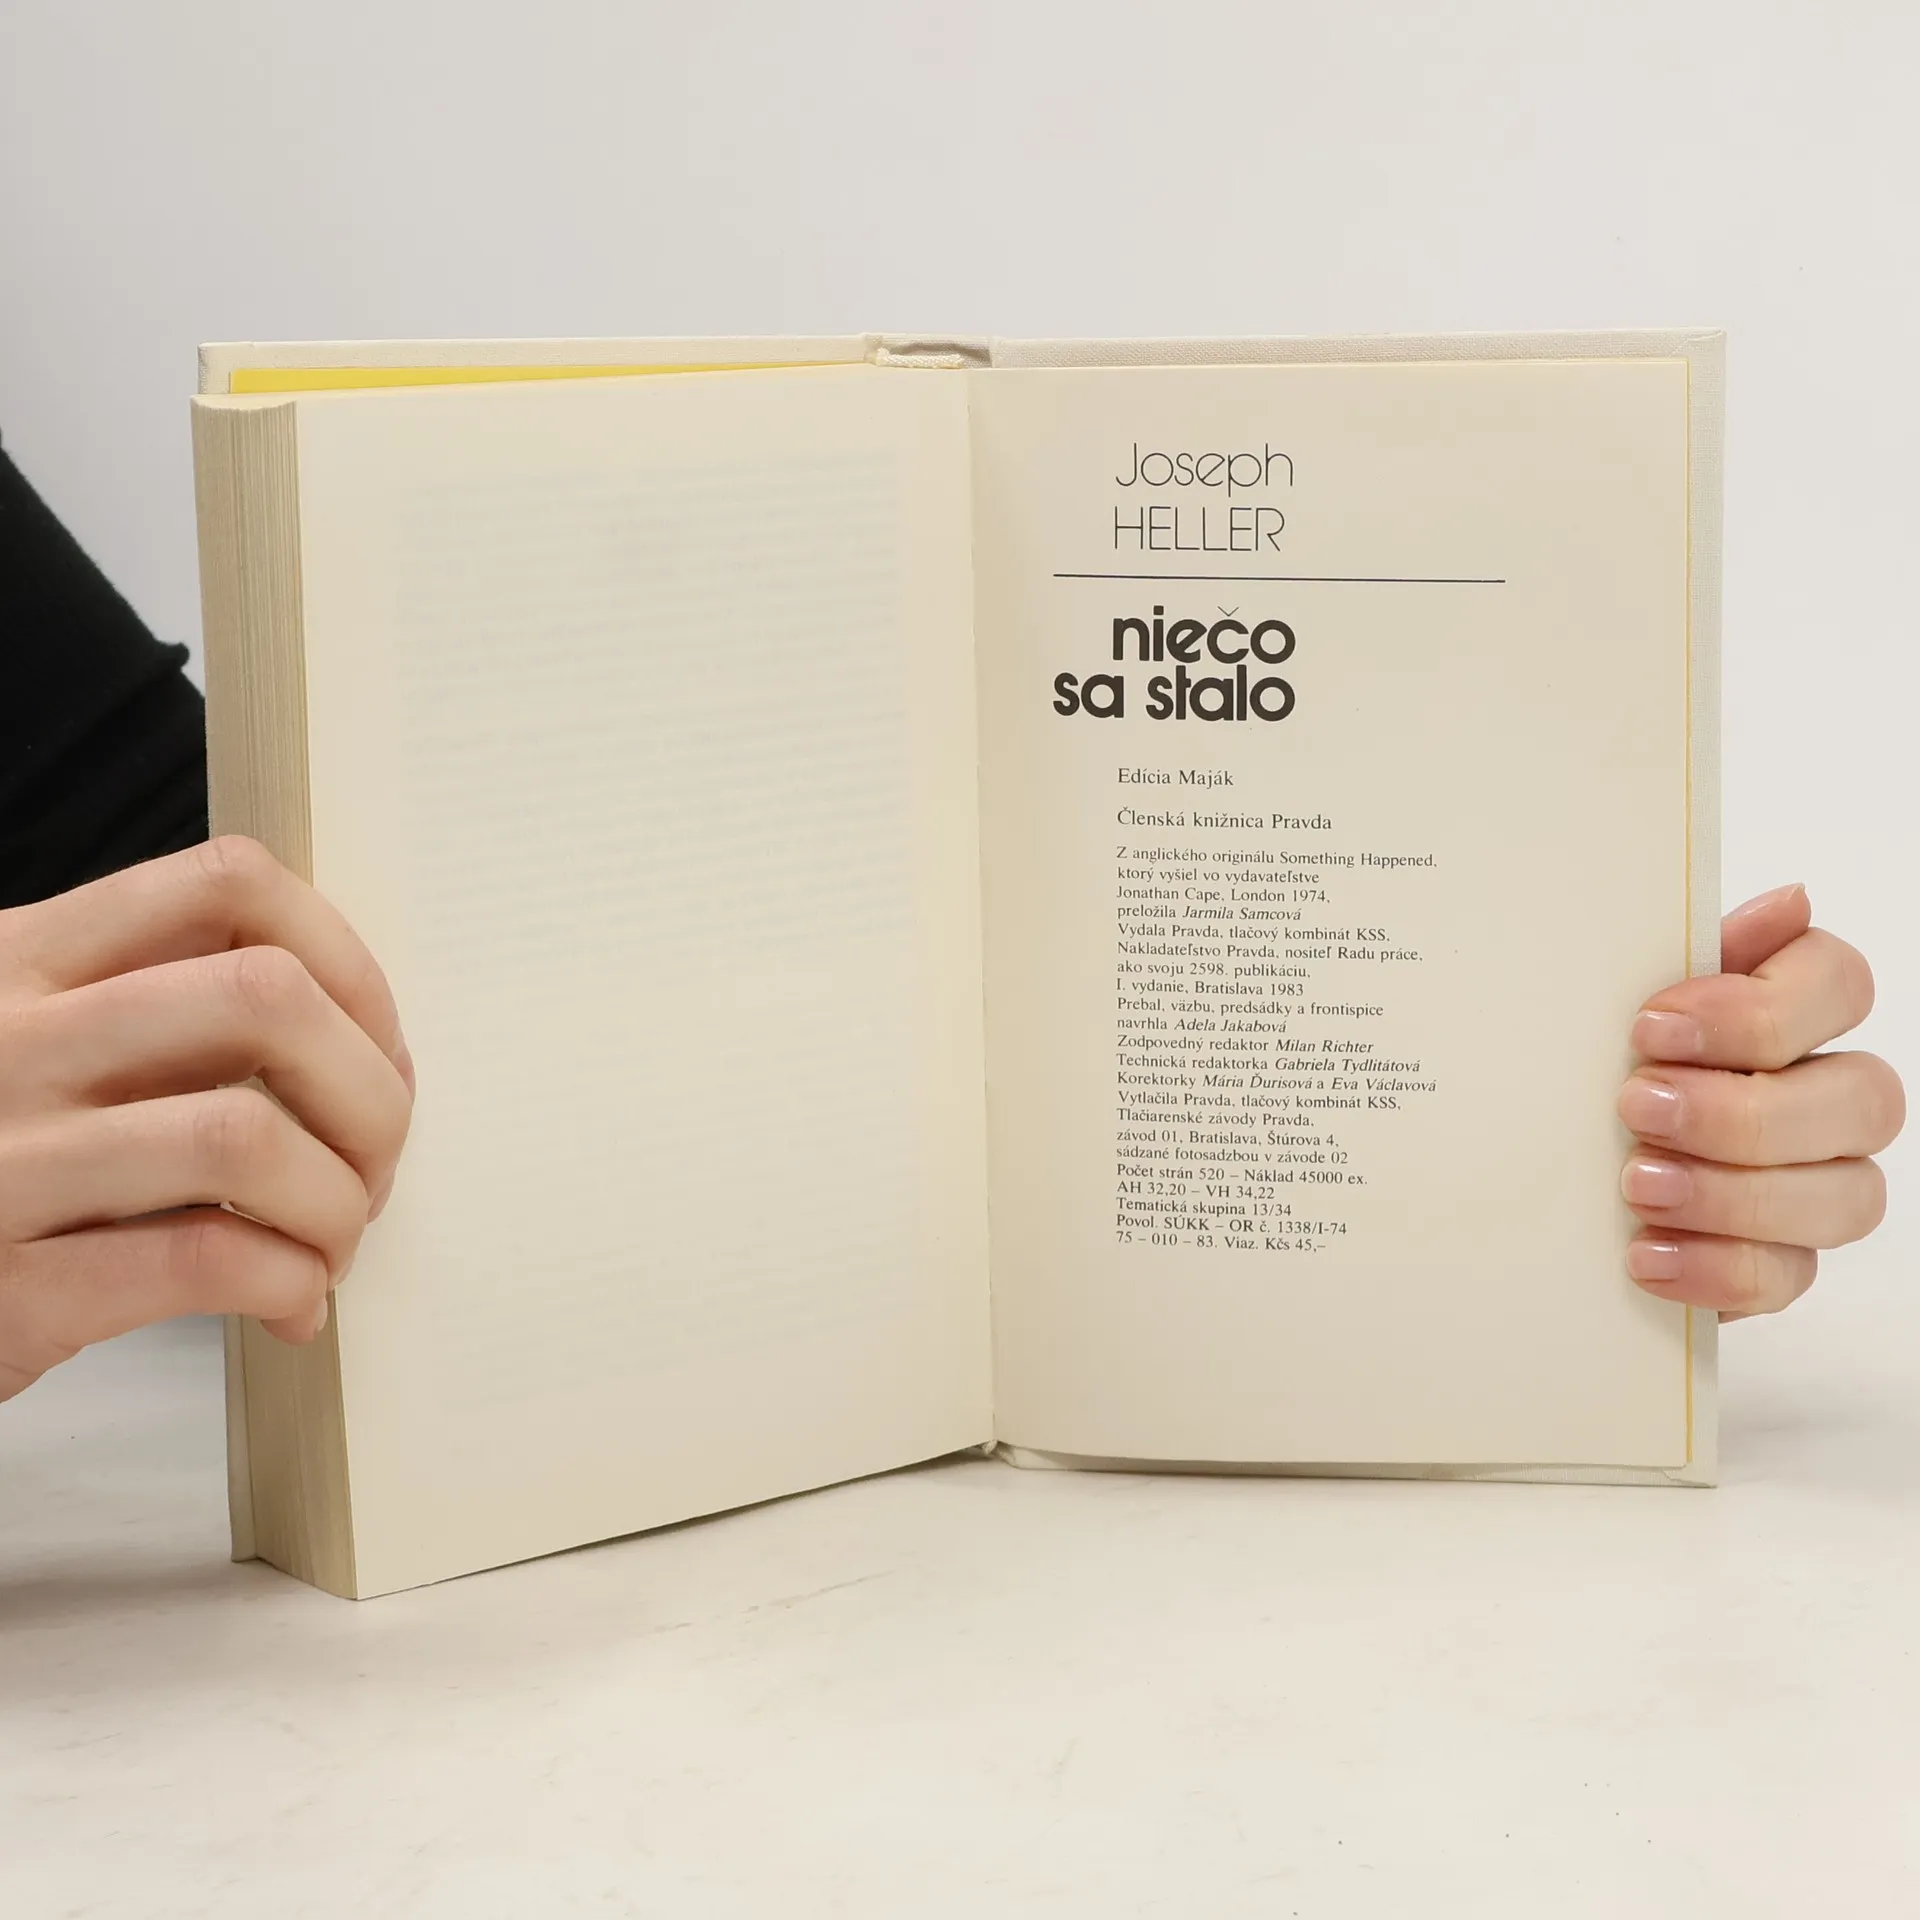 Joseph
HELLER
niečo
sa stalo
Edícia Maják
Členská knižnica Pravda
Z anglického originálu Something Happened,
ktorý vyšiel vo vydavateľstve
Jonathan Cape, London 1974,
preložila Jarmila Samcová
Vydala Pravda, tlačový kombinát KSS,
Nakladateľstvo Pravda, nositeľ Radu práce,
ako svoju 2598. publikáciu,
I. vydanie, Bratislava 1983
Prebal, väzbu, predsádky a frontispice
navrhla Adela Jakabová
Zodpovedný redaktor Milan Richter
Technická redaktorka Gabriela Tydlitátová
Korektorky Mária Ďurisová a Eva Václavová
Vytlačila Pravda, tlačový kombinát KSS,
Tlačiarenské závody Pravda,
závod 01, Bratislava, Štúrova 4,
sádzané fotosadzbou v závode 02
Počet strán 520 – Náklad 45000 ex.
AH 32,20 – VH 34,22
Tematická skupina 13/34
Povol. SÚKK – OR č. 1338/I-74
75 – 010 – 83. Viaz. Kčs 45,–